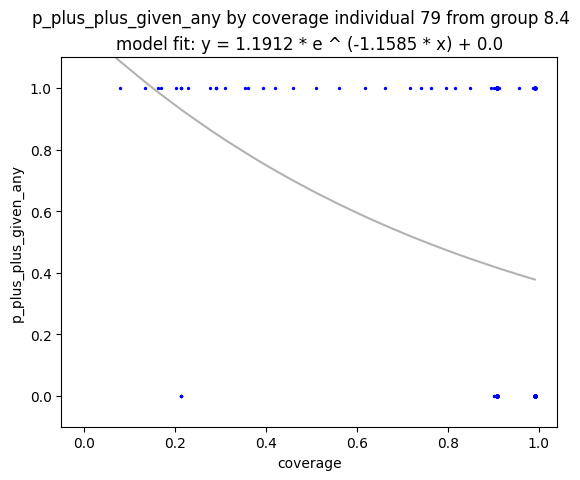 p_plus_plus_given_any by coverage individual 79 from group 8.4
model fit: y = 1.1912 * e ^ (-1.1585 * x) + 0.0
p_plus_plus_given_any
1.0
0.8
0.6
0.4
0.2
0.0
0.0 0.2 0.4 0.6 0.8 1.0
coverage